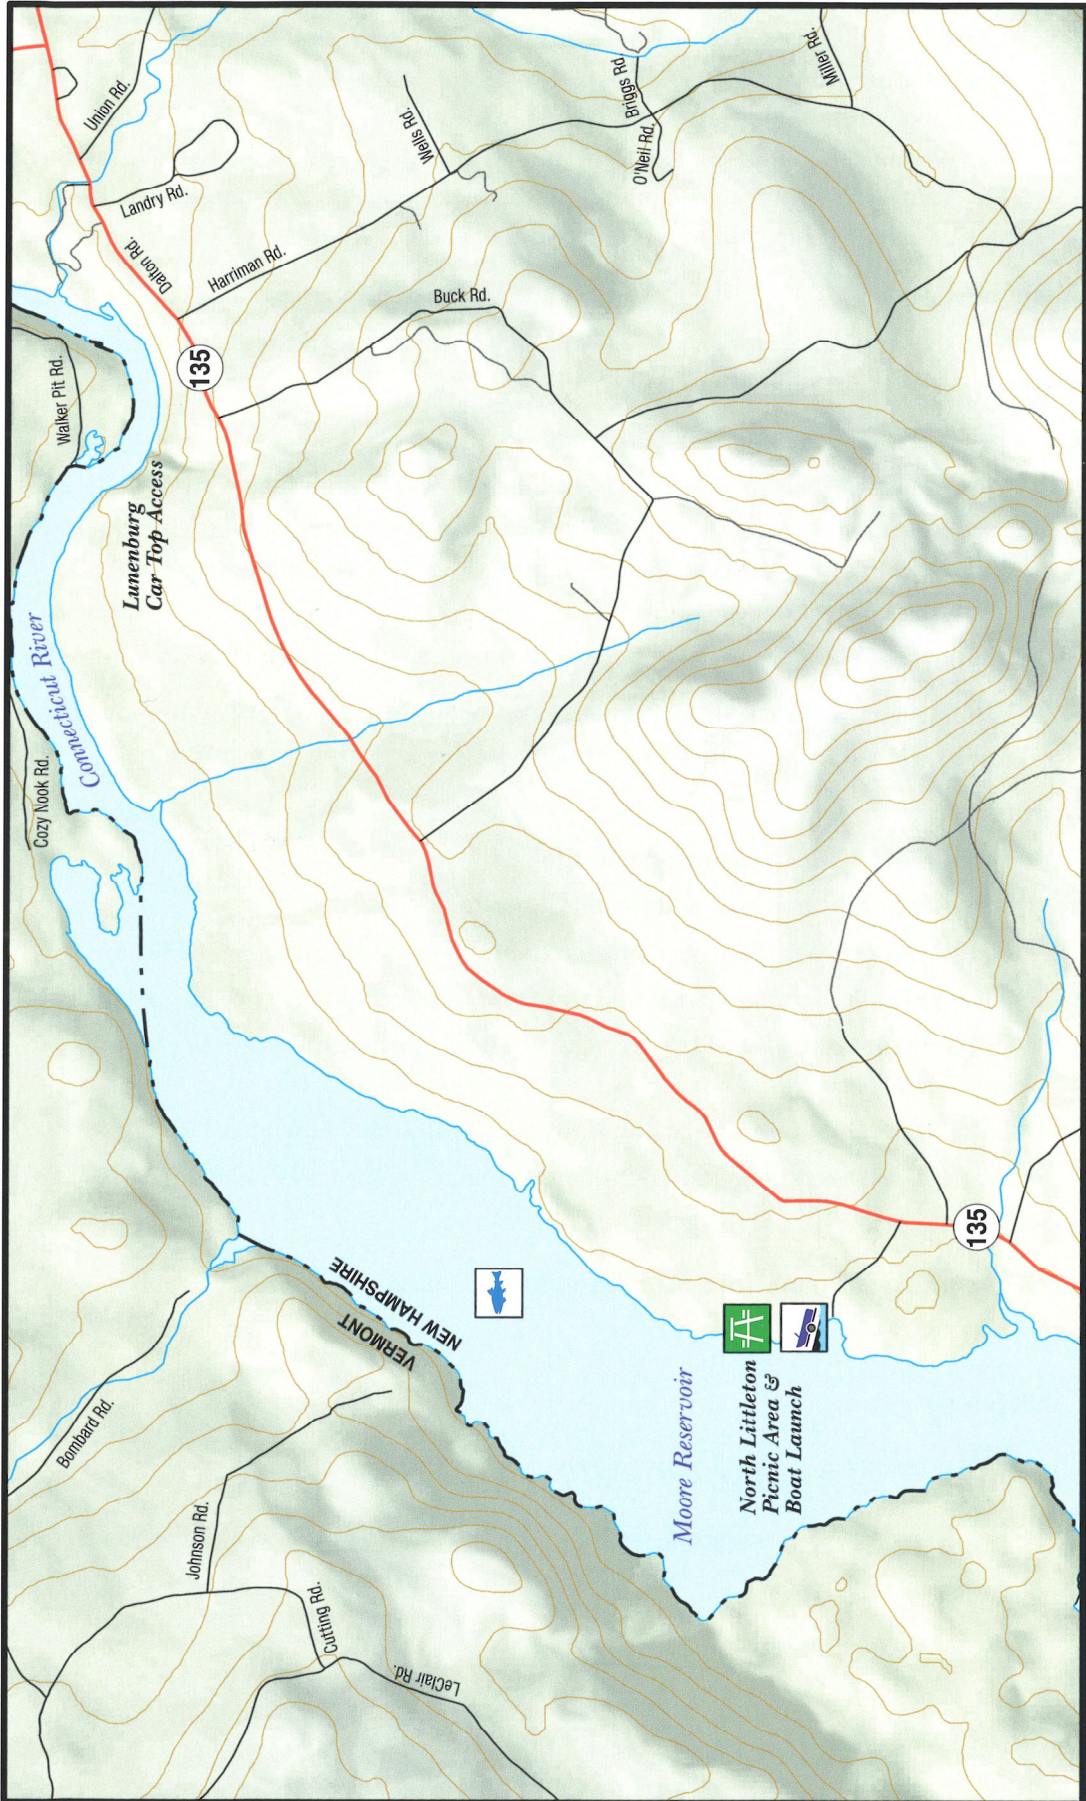 Union Rd.
Landry Rd.
Dalton Rd.
Harriman Rd.
Wells Rd.
Briggs Rd
O'Neil Rd.
Miller Rd.
Buck Rd.
135
Walker Pit Rd.
Lunenburg
Car Top Access
Connecticut River
Cozy Nook Rd.
NEW HAMPSHIRE
VERMONT
Bombard Rd.
Johnson Rd.
Cutting Rd.
LeClair Rd.
Moore Reservoir
North Littleton
Picnic Area &
Boat Launch
135